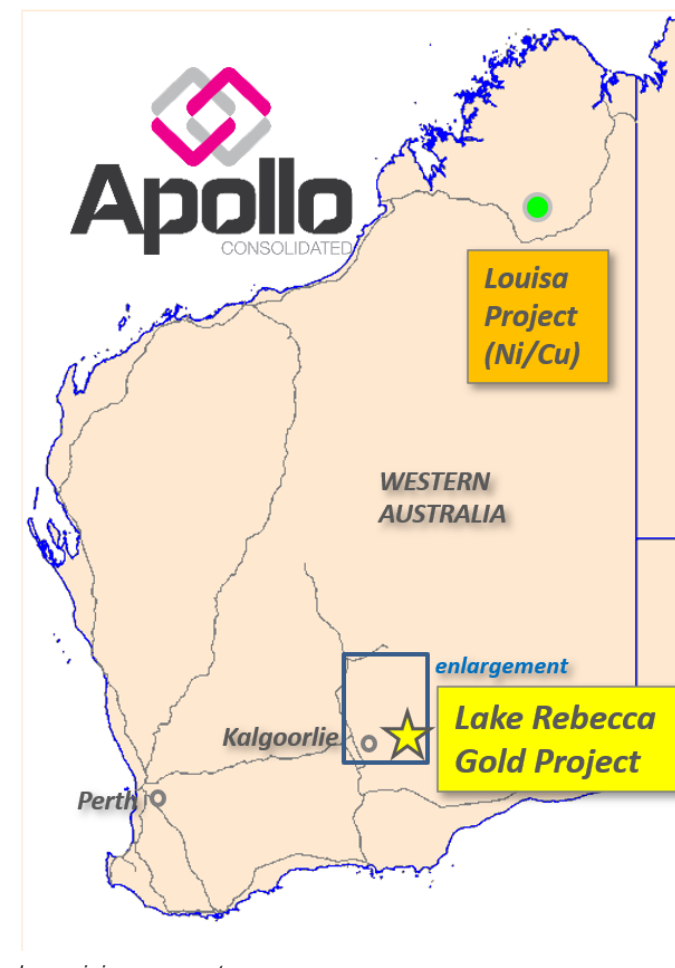 Apollo
CONSOLIDATED
Louisa
Project
(Ni/Cu)
WESTERN
AUSTRALIA
enlargement
Lake Rebecca
Gold Project
Kalgoorlie
Perth